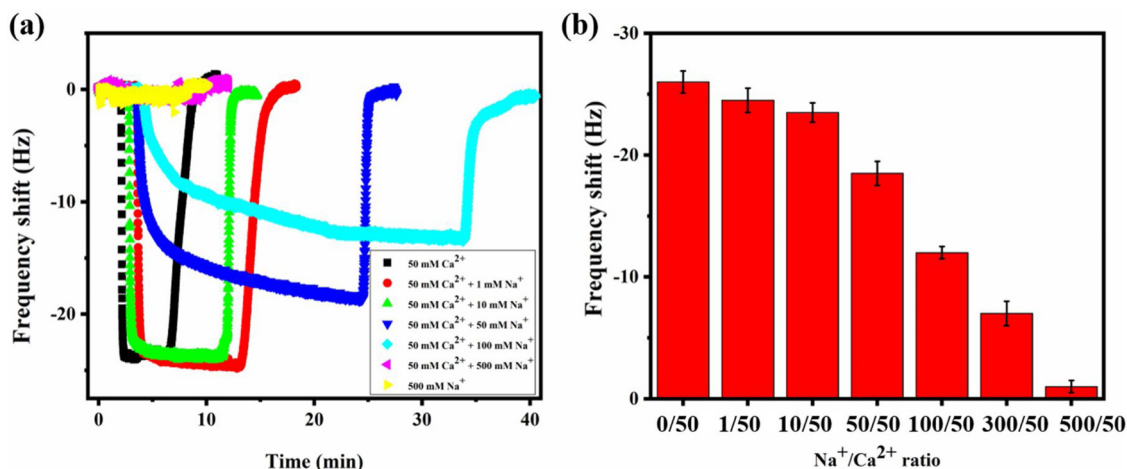 (a)
Frequency shift (Hz)
0
-10
-20
0
10
20
30
40
Time (min)
50 mM Ca²⁺
50 mM Ca²⁺ + 1 mM Na⁺
50 mM Ca²⁺ + 10 mM Na⁺
50 mM Ca²⁺ + 50 mM Na⁺
50 mM Ca²⁺ + 100 mM Na⁺
50 mM Ca²⁺ + 500 mM Na⁺
500 mM Na⁺
(b)
Frequency shift (Hz)
-30
-20
-10
0
0/50
1/50
10/50
50/50
100/50
300/50
500/50
Na⁺/Ca²⁺ ratio